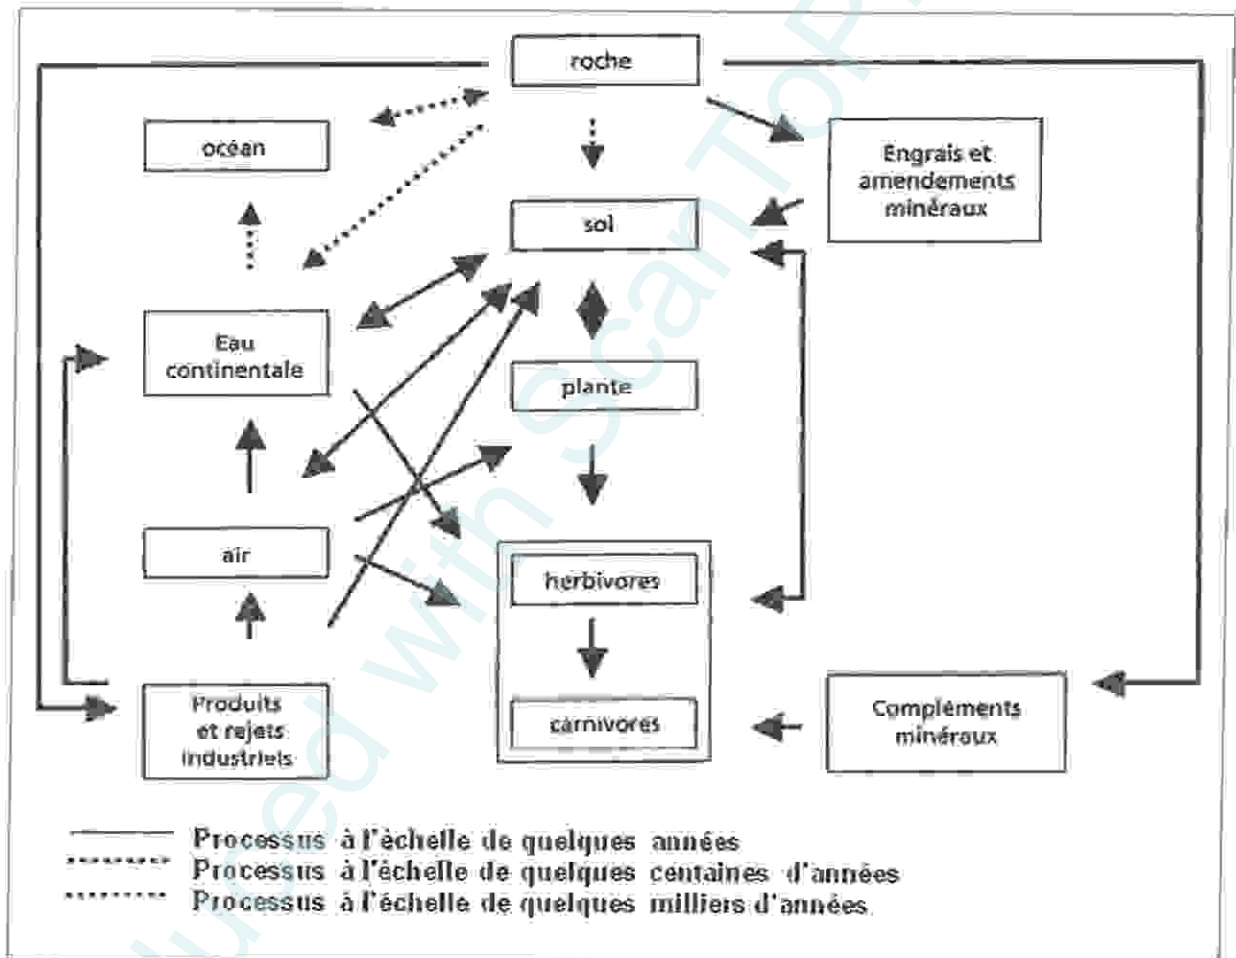 roche
océan
Engrais et
amendements
minéraux
sol
Eau
continentale
plante
air
herbivores
Produits
et rejets
industriels
carnivores
Compléments
minéraux
Processus à l'échelle de quelques années
Processus à l'échelle de quelques centaines d'années
Processus à l'échelle de quelques milliers d'années